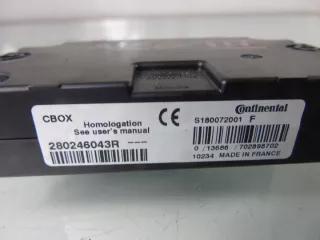 CBOX
Homologation
See user's manual
280246043R ----
CE
Continental
S180072001 F
0 /13686 /702898702
10234 MADE IN FRANCE